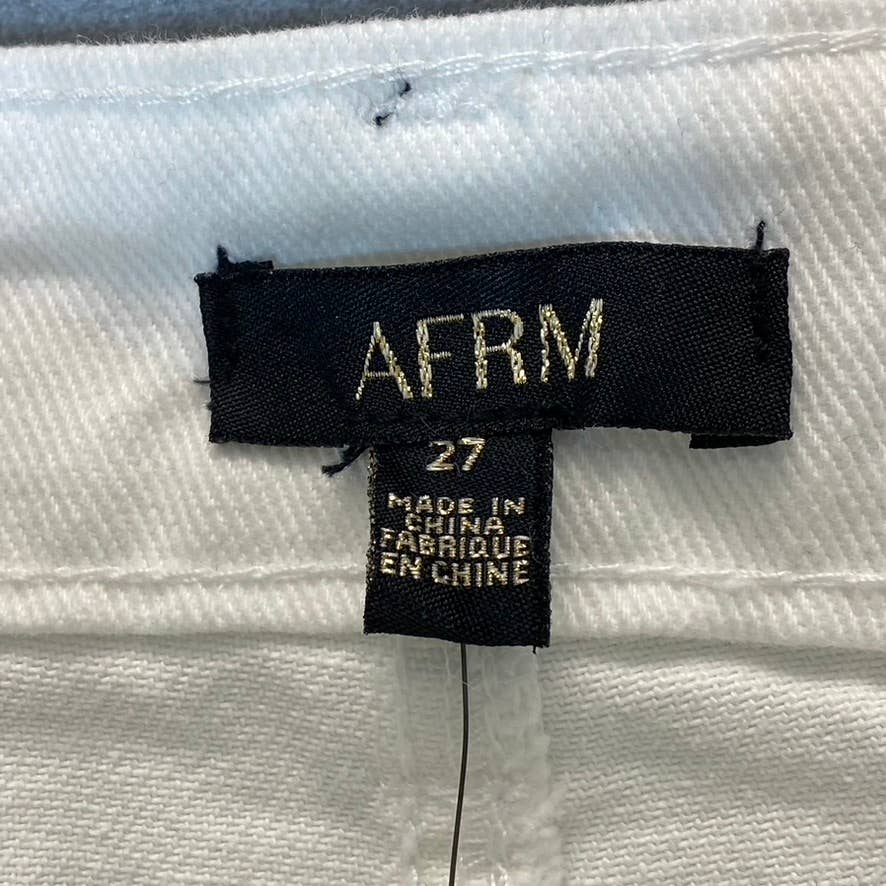 AFRM
27
MADE IN
CHINA
FABRIQUE
EN CHINE